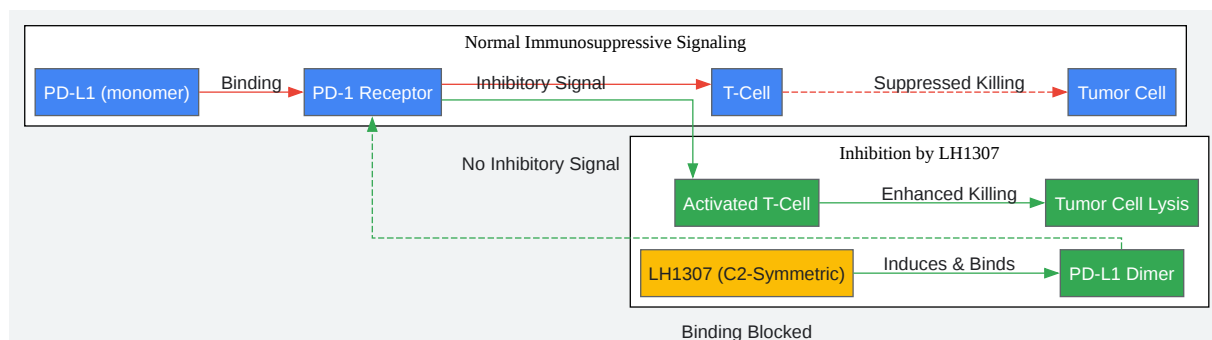 Normal Immunosuppressive Signaling
PD-L1 (monomer)
Binding
PD-1 Receptor
Inhibitory Signal
T-Cell
Suppressed Killing
Tumor Cell
No Inhibitory Signal
Inhibition by LH1307
Activated T-Cell
Enhanced Killing
Tumor Cell Lysis
LH1307 (C2-Symmetric)
Induces & Binds
PD-L1 Dimer
Binding Blocked